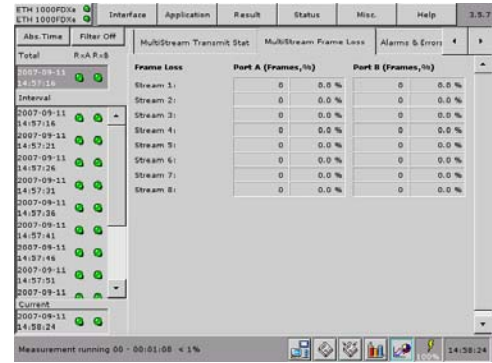 ETH 1000FDXa
ETH 1000FDXa
Interface Application Result Status Misc. Help 3.5.7
Abs.Time Filter Off
MultiStream Transmit Stat MultiStream Frame Loss Alarms & Errors
Total RxA RxB
2007-09-11
14:57:16
Interval
2007-09-11
14:57:16
2007-09-11
14:57:21
2007-09-11
14:57:26
2007-09-11
14:57:31
2007-09-11
14:57:36
2007-09-11
14:57:41
2007-09-11
14:57:46
2007-09-11
14:57:51
2007-09-11
Current
2007-09-11
14:58:24
Frame Loss Port A (Frames,%) Port B (Frames,%)
Stream 1: 0 0.0 % 0 0.0 %
Stream 2: 0 0.0 % 0 0.0 %
Stream 3: 0 0.0 % 0 0.0 %
Stream 4: 0 0.0 % 0 0.0 %
Stream 5: 0 0.0 % 0 0.0 %
Stream 6: 0 0.0 % 0 0.0 %
Stream 7: 0 0.0 % 0 0.0 %
Stream 8: 0 0.0 % 0 0.0 %
Measurement running 00 - 00:01:08 < 1%
100%
14:58:24